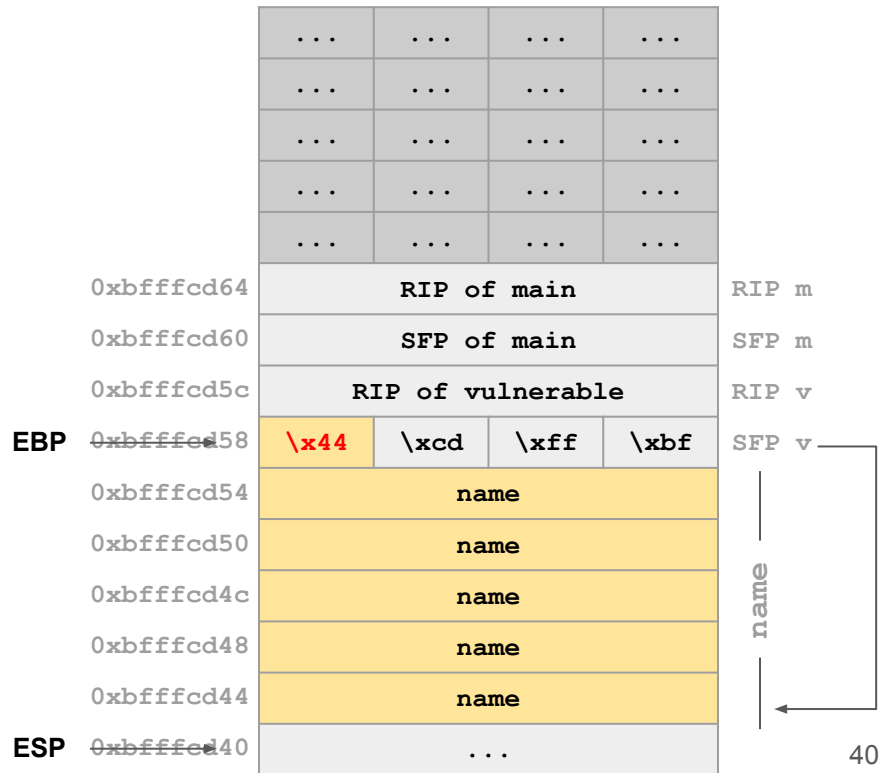 ... ... ... ...
... ... ... ...
... ... ... ...
... ... ... ...
... ... ... ...
0xbfffcd64 RIP of main RIP m
0xbfffcd60 SFP of main SFP m
0xbfffcd5c RIP of vulnerable RIP v
EBP 0xbfffcd58 \x44 \xcd \xff \xbf SFP v
0xbfffcd54 name
0xbfffcd50 name
0xbfffcd4c name name
0xbfffcd48 name
0xbfffcd44 name
ESP 0xbfffcd40 ... 40